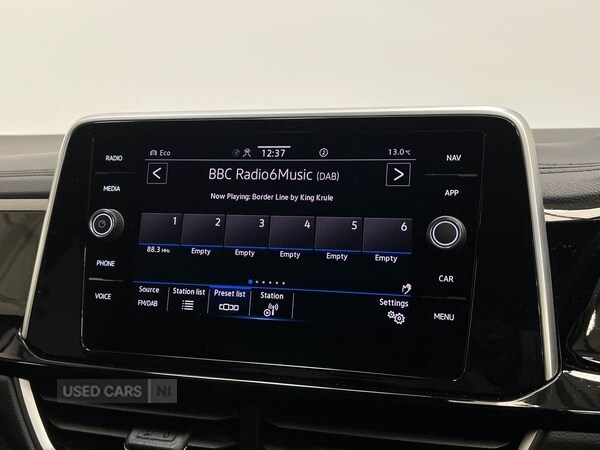 RADIO
MEDIA
PHONE
VOICE
Eco 12:37 2 13.0 °C
BBC Radio6Music (DAB)
Now Playing: Border Line by King Krule
1 2 3 4 5 6
88.3 MHz Empty Empty Empty Empty Empty
Source Station list Preset list Station Settings
FM/DAB
NAV
APP
CAR
MENU
USED CARS NI